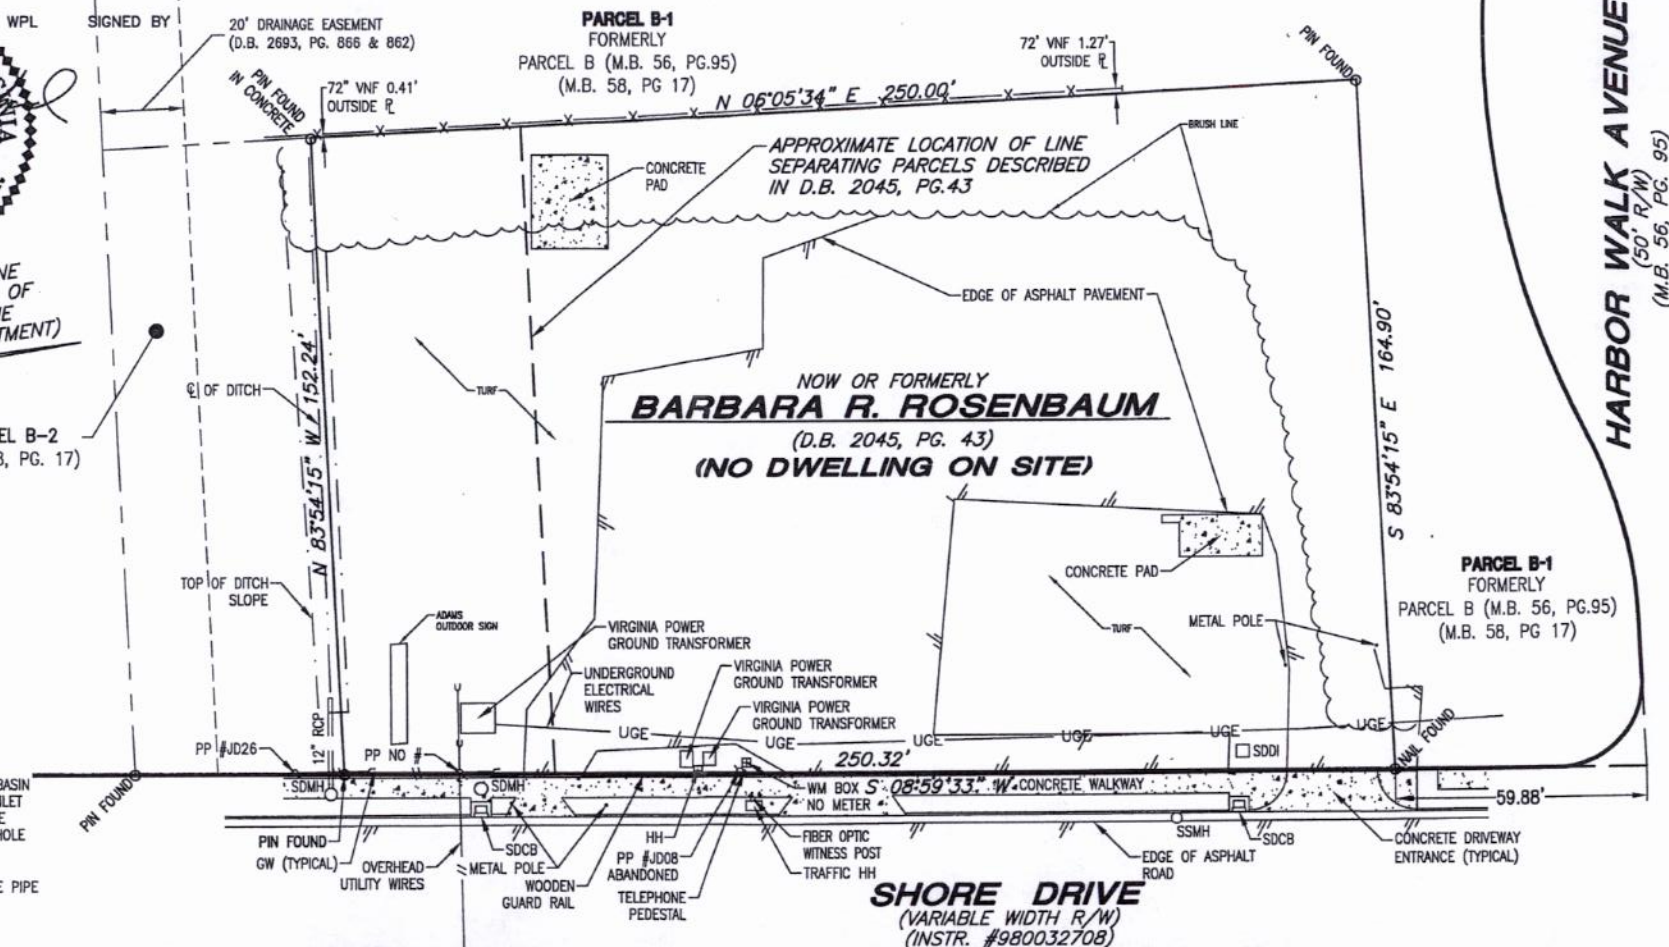 WPL
SIGNED BY
20' DRAINAGE EASEMENT
(D.B. 2693, PG. 866 & 862)
PARCEL B-1
FORMERLY
PARCEL B (M.B. 56, PG.95)
(M.B. 58, PG 17)
72' VNF 1.27'
OUTSIDE ℞
PIN FOUND
HARBOR WALK AVENUE
(50' R/W)
(M.B. 56, PG. 95)
PIN FOUND
IN CONCRETE
72" VNF 0.41'
OUTSIDE ℞
N 06°05'34" E 250.00'
BRUSH LINE
APPROXIMATE LOCATION OF LINE
SEPARATING PARCELS DESCRIBED
IN D.B. 2045, PG.43
CONCRETE
PAD
OF
TMENT)
EDGE OF ASPHALT PAVEMENT
N 83°54'15" W 152.24'
S 83°54'15" E 164.90'
℄ OF DITCH
TURF
NOW OR FORMERLY
BARBARA R. ROSENBAUM
(D.B. 2045, PG. 43)
(NO DWELLING ON SITE)
EL B-2
PG. 17)
CONCRETE PAD
PARCEL B-1
FORMERLY
PARCEL B (M.B. 56, PG.95)
(M.B. 58, PG 17)
TOP OF DITCH
SLOPE
ADAMS
OUTDOOR SIGN
VIRGINIA POWER
GROUND TRANSFORMER
METAL POLE
TURF
UNDERGROUND
ELECTRICAL
WIRES
VIRGINIA POWER
GROUND TRANSFORMER
VIRGINIA POWER
GROUND TRANSFORMER
UGE UGE UGE UGE UGE UGE
12" RCP
PP #JD26
PP NO #
250.32'
SDDI
NAIL FOUND
PIN FOUND
SDMH
SDMH
WM BOX
NO METER
S 08°59'33" W
CONCRETE WALKWAY
59.88'
BASIN
LET
HOLE
E PIPE
PIN FOUND
GW (TYPICAL)
SDCB
HH
PP #JD08
ABANDONED
FIBER OPTIC
WITNESS POST
TRAFFIC HH
SSMH
SDCB
CONCRETE DRIVEWAY
ENTRANCE (TYPICAL)
OVERHEAD
UTILITY WIRES
METAL POLE
WOODEN
GUARD RAIL
TELEPHONE
PEDESTAL
EDGE OF ASPHALT
ROAD
SHORE DRIVE
(VARIABLE WIDTH R/W)
(INSTR. #980032708)